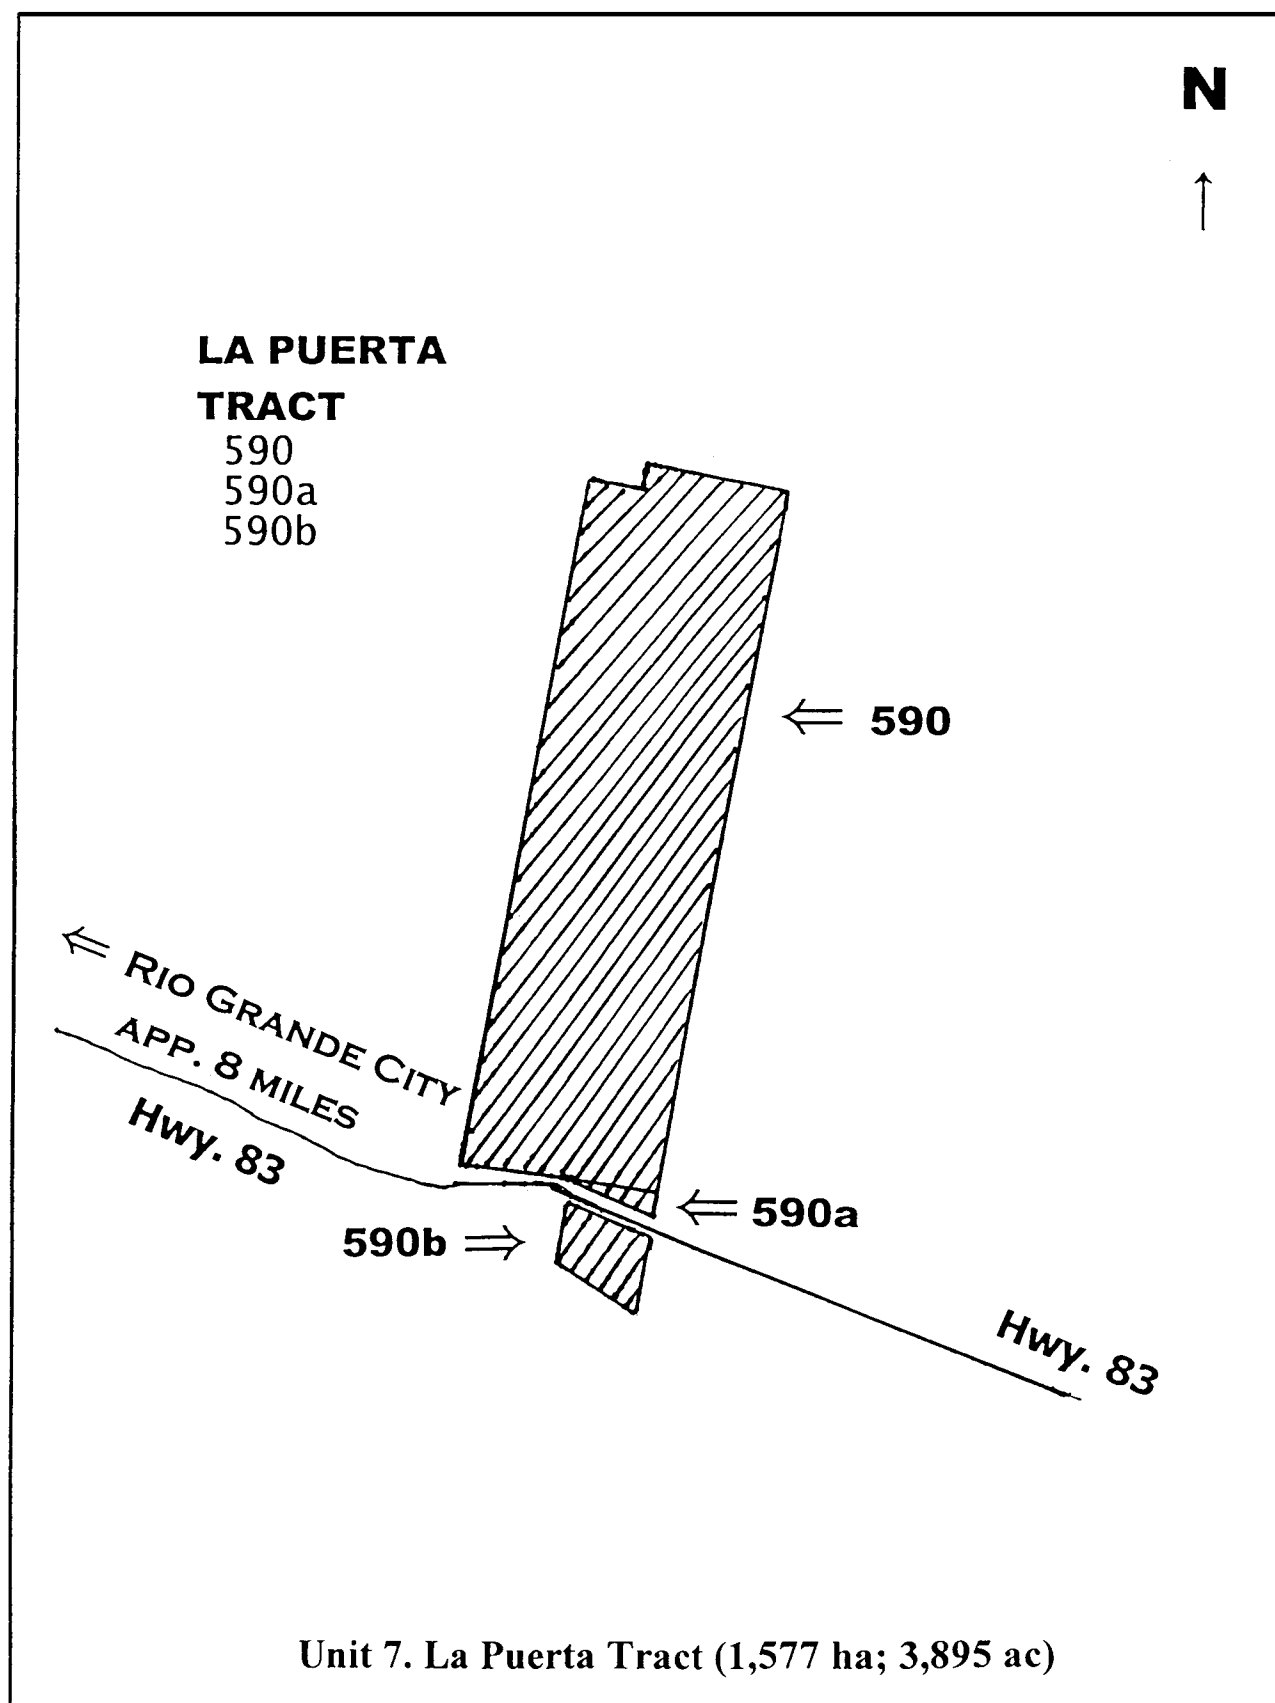 N
LA PUERTA
TRACT
590
590a
590b
590
RIO GRANDE CITY
APP. 8 MILES
Hwy. 83
590a
590b
Hwy. 83
Unit 7. La Puerta Tract (1,577 ha; 3,895 ac)